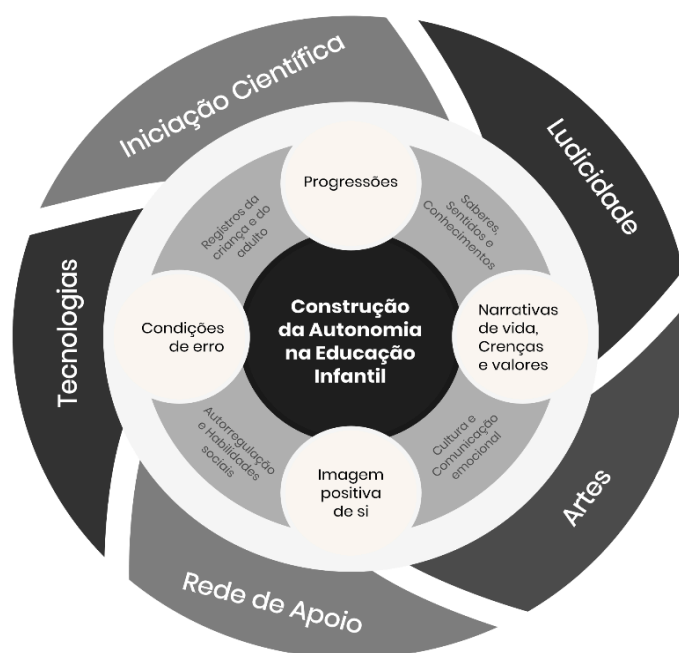 Iniciação Científica
Ludicidade
Progressões
Registros da
criança e do
adulto
Saberes,
Sentidos e
Conhecimentos
Tecnologias
Condições
de erro
Construção
da Autonomia
na Educação
Infantil
Narrativas
de vida,
Crenças
e valores
Autorregulação
e Habilidades
sociais
Cultura e
Comunicação
emocional
Imagem
positiva
de si
Artes
Rede de Apoio